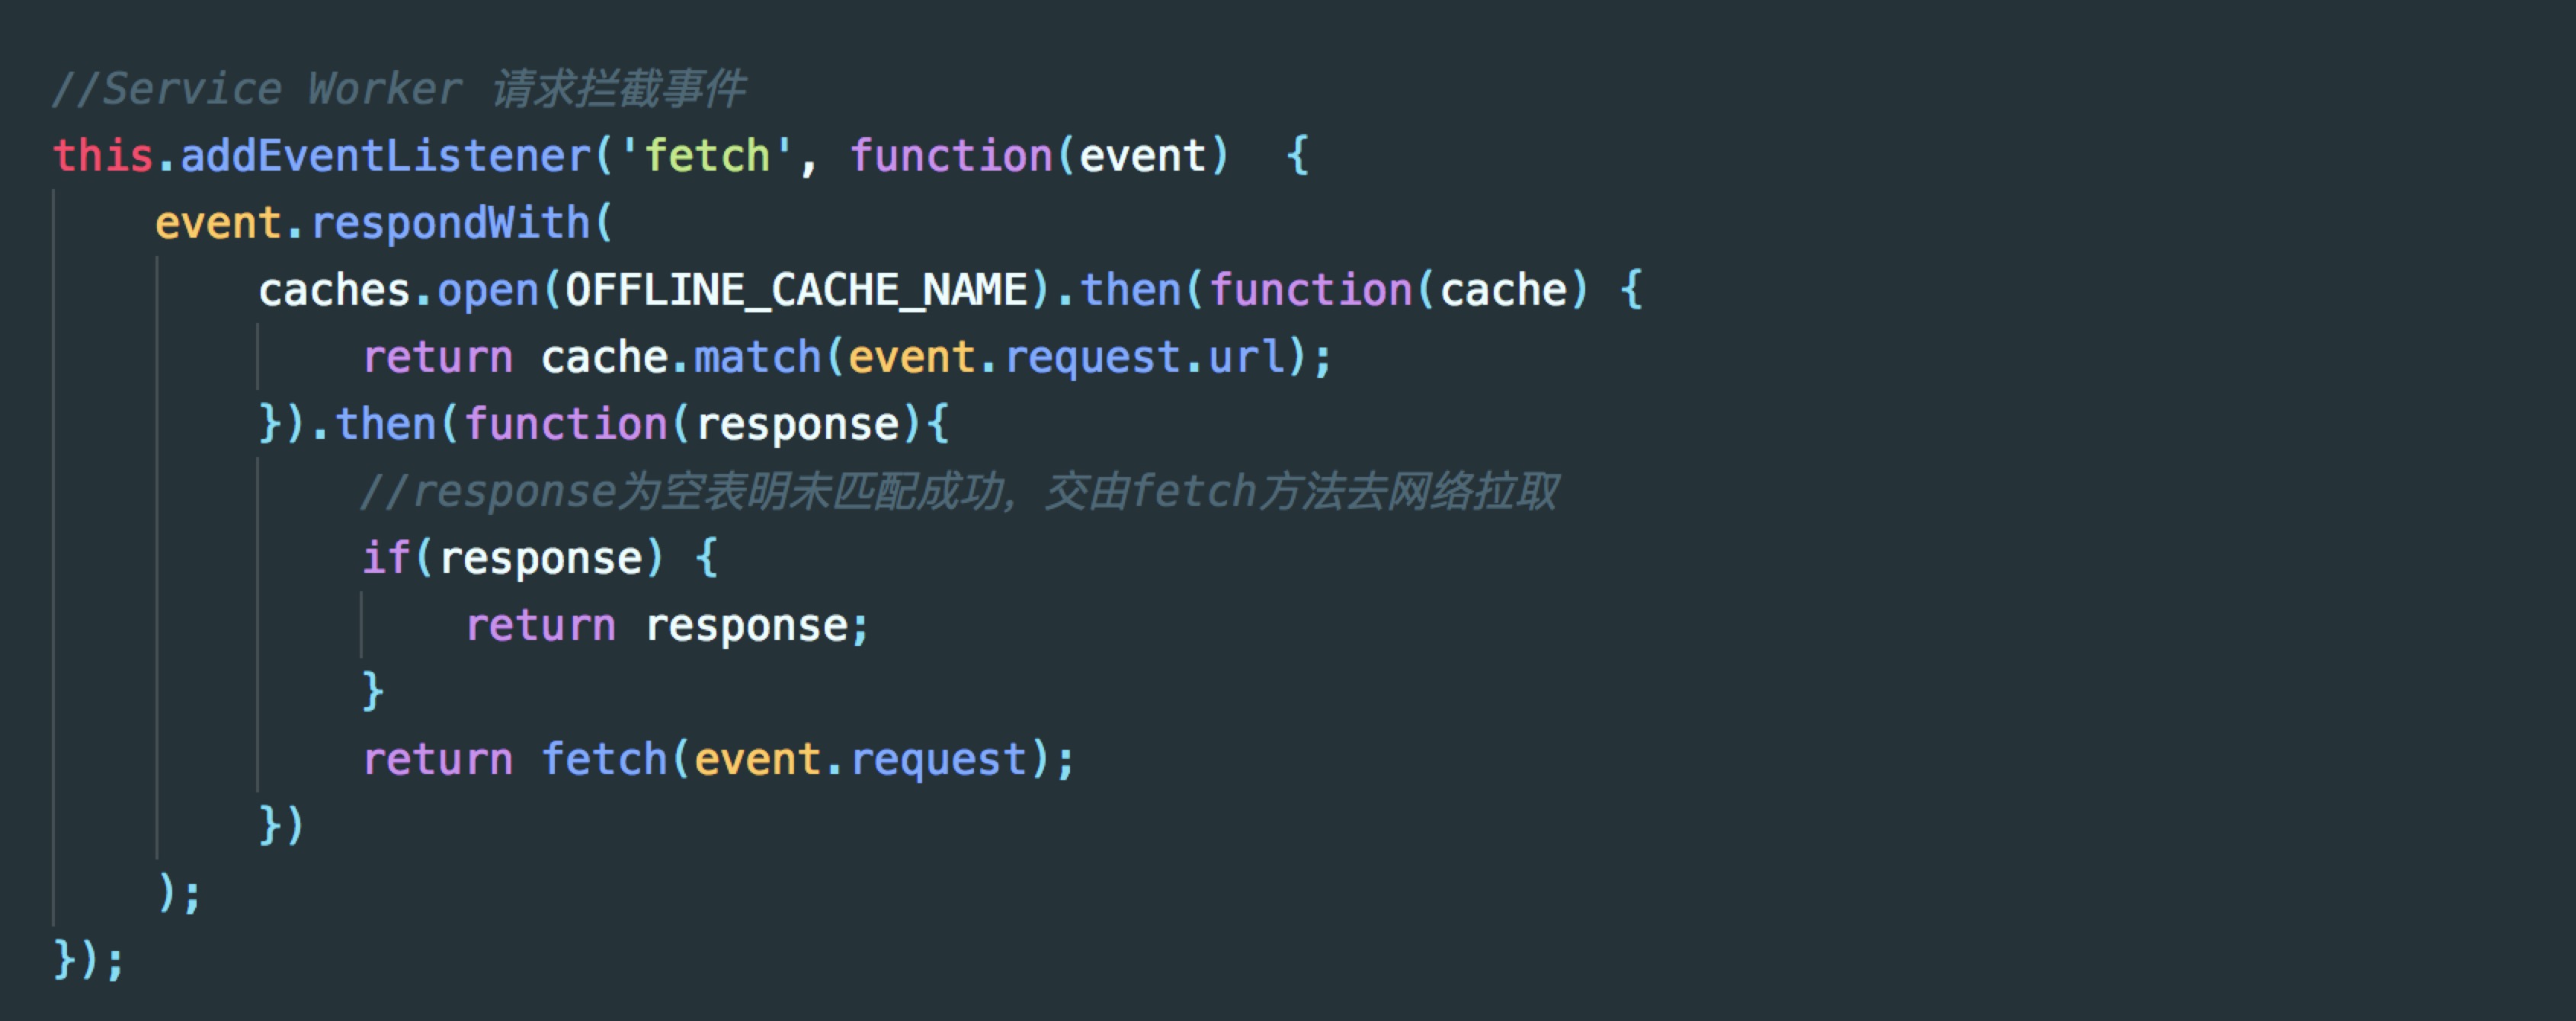 //Service Worker 请求拦截事件
this.addEventListener('fetch', function(event)  {
    event.respondWith(
        caches.open(OFFLINE_CACHE_NAME).then(function(cache) {
            return cache.match(event.request.url);
        }).then(function(response){
            //response为空表明未匹配成功，交由fetch方法去网络拉取
            if(response) {
                return response;
            }
            return fetch(event.request);
        })
    );
});